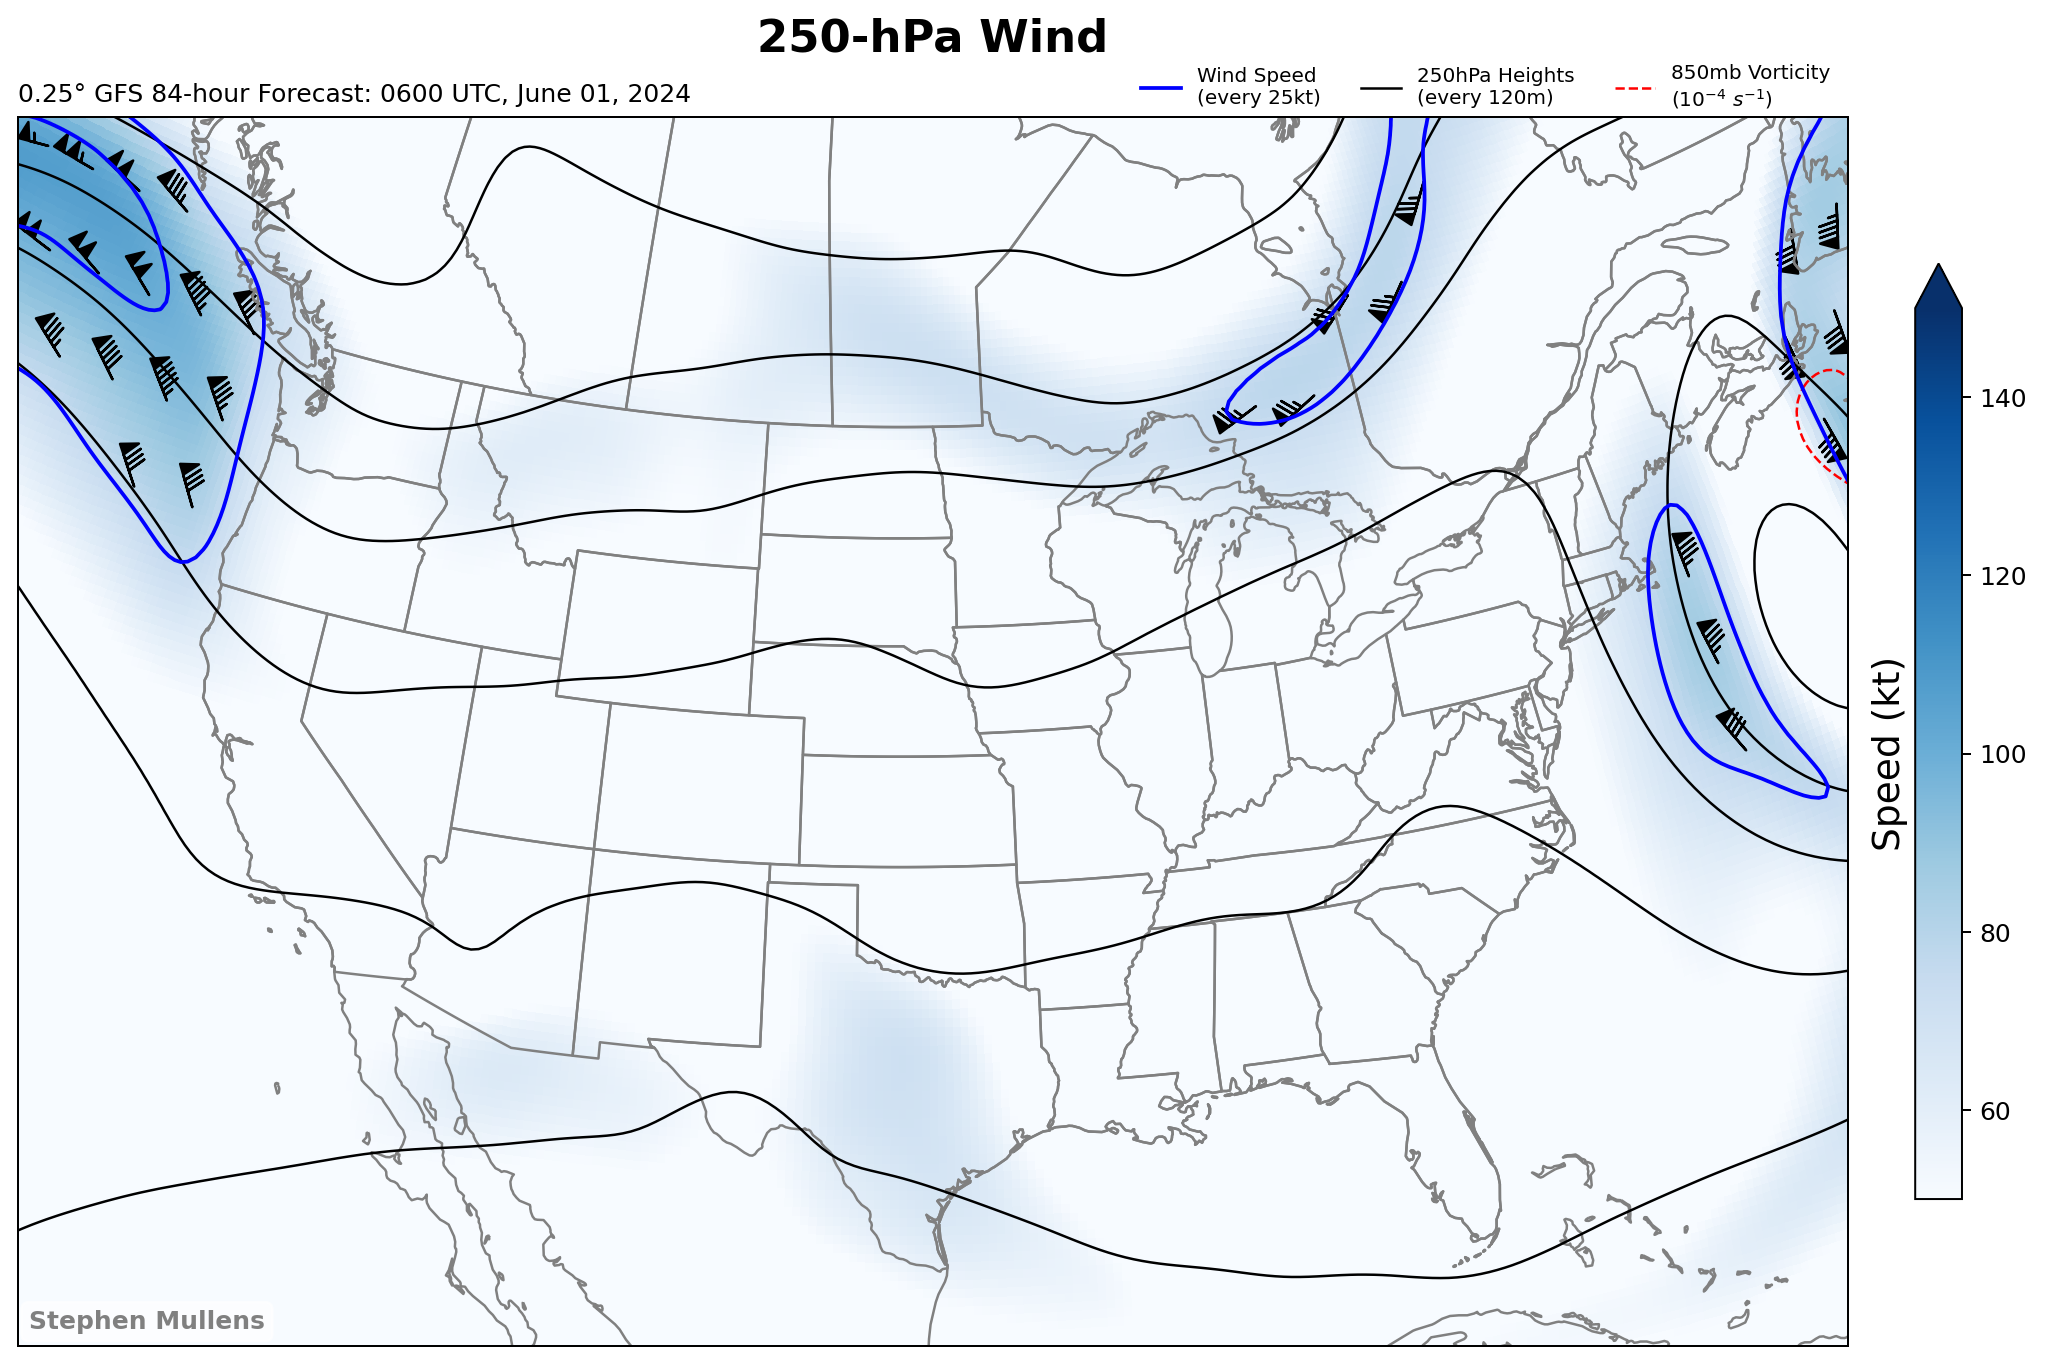 250-hPa Wind
0.25° GFS 84-hour Forecast: 0600 UTC, June 01, 2024
Wind Speed
(every 25kt)
250hPa Heights
(every 120m)
850mb Vorticity
(10⁻⁴ s⁻¹)
140
120
100
80
60
Speed (kt)
Stephen Mullens